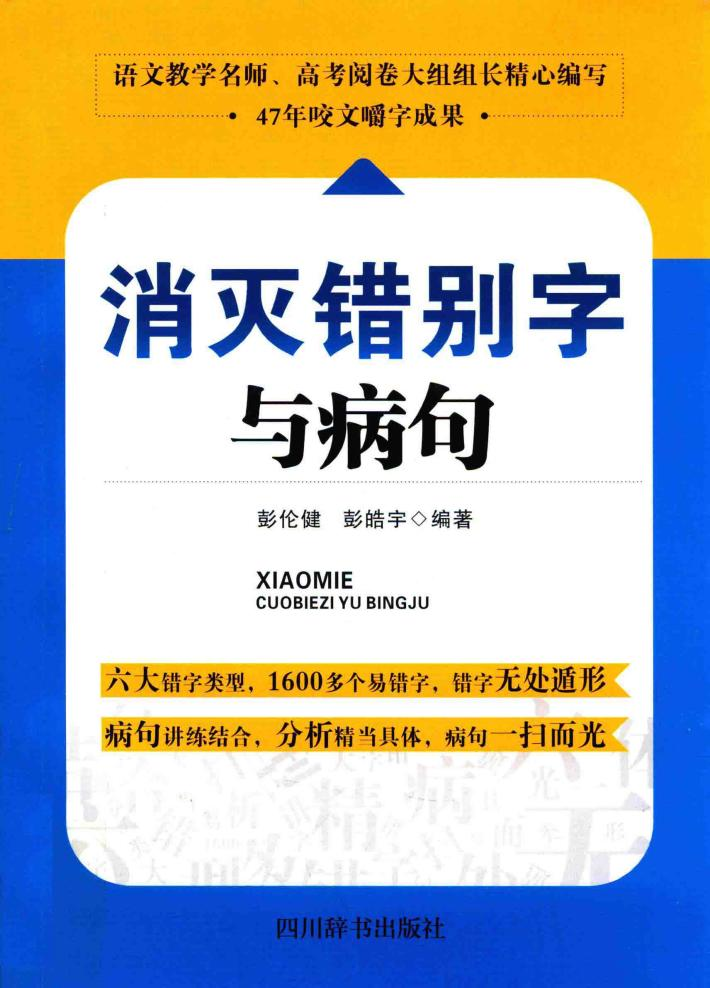 语文教学名师、高考阅卷大组组长精心编写
·47年咬文嚼字成果·
消灭错别字
与病句
彭伦健 彭皓宇◇编著
XIAOMIE
CUOBIEZI YU BINGJU
六大错字类型，1600多个易错字，错字无处遁形
病句讲练结合，分析精当具体，病句一扫而光
四川辞书出版社